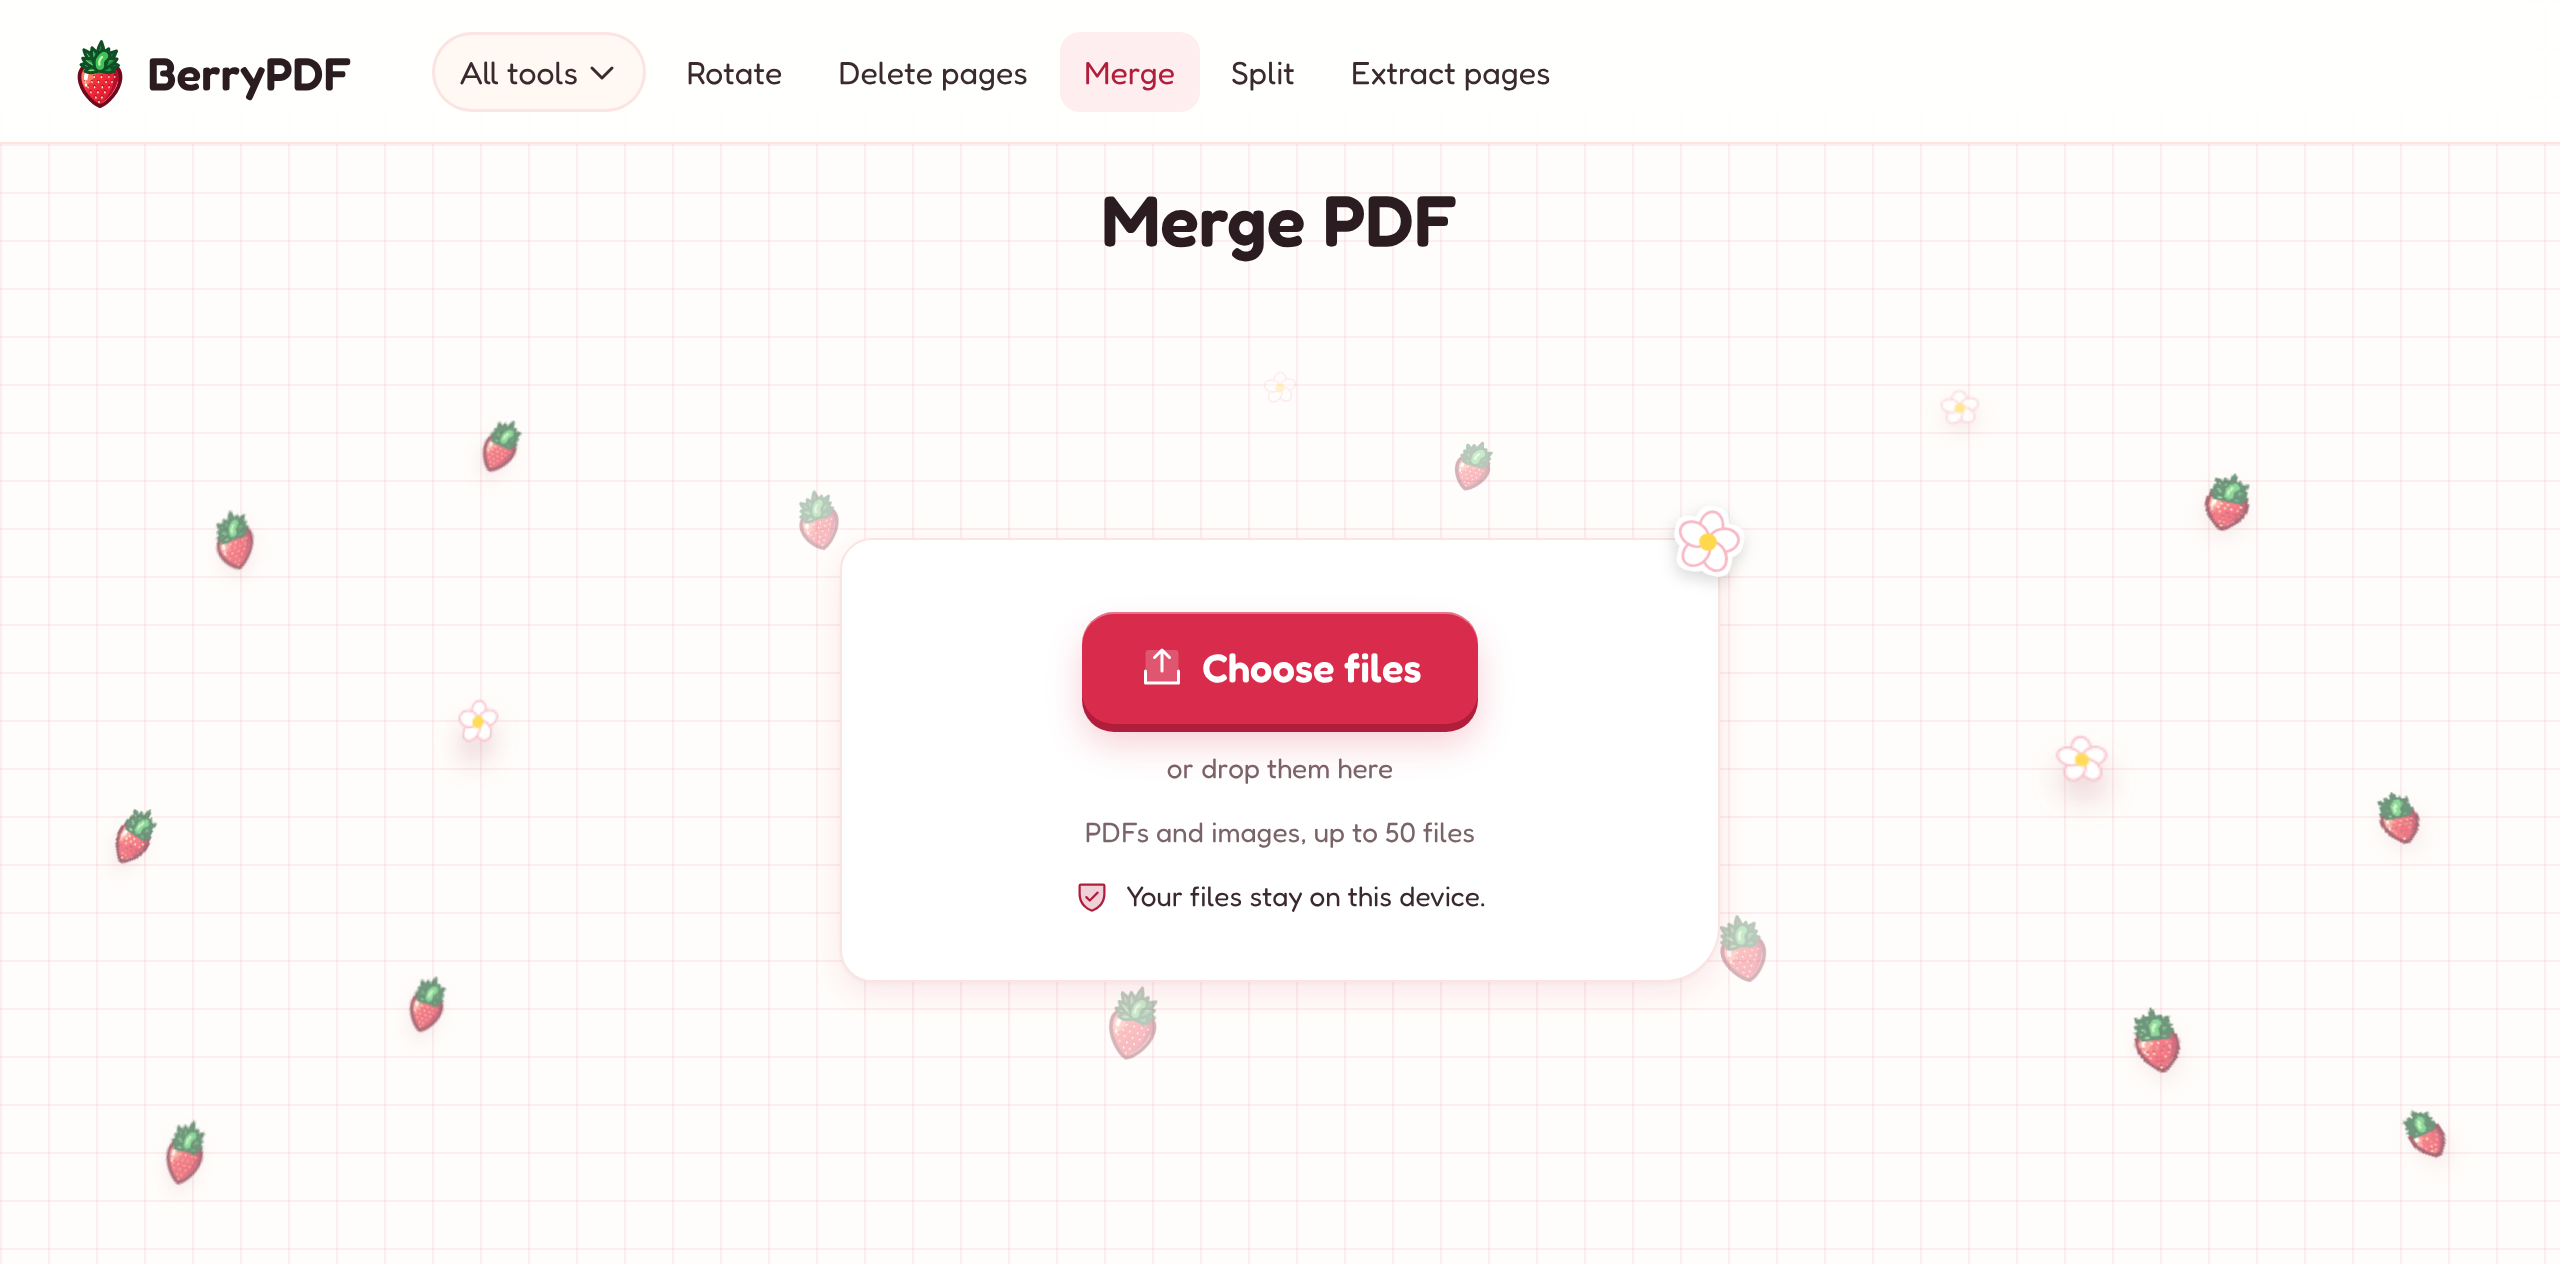 BerryPDF
All tools
Rotate
Delete pages
Merge
Split
Extract pages
Merge PDF
Choose files
or drop them here
PDFs and images, up to 50 files
Your files stay on this device.